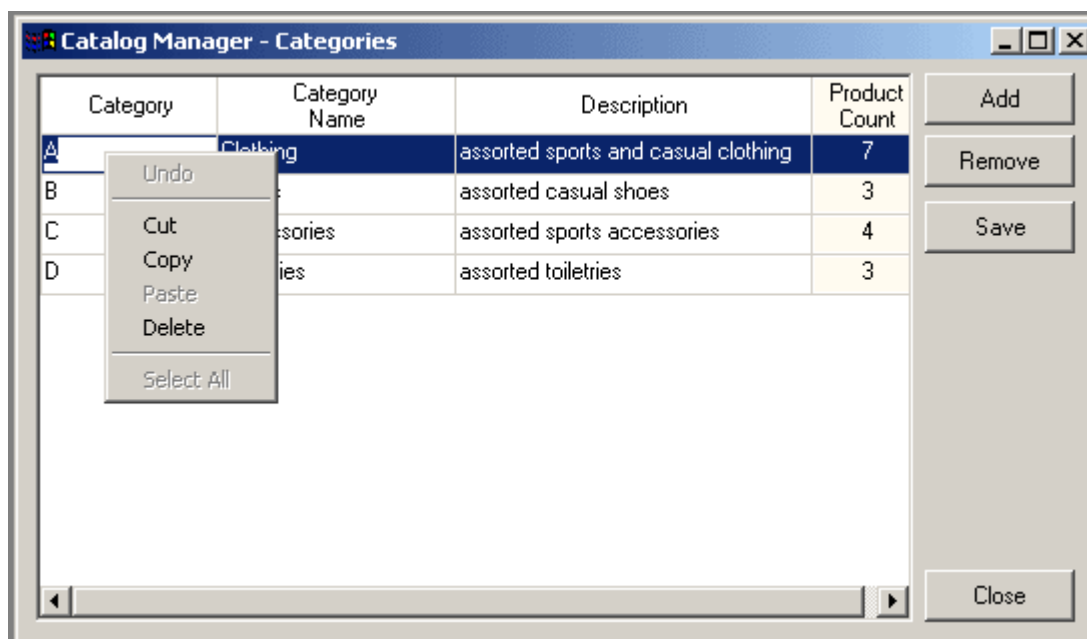 Catalog Manager - Categories
Category
Category Name
Description
Product Count
Add
Remove
Save
A Clothing assorted sports and casual clothing 7
B assorted casual shoes 3
C sories assorted sports accessories 4
D ies assorted toiletries 3
Undo
Cut
Copy
Paste
Delete
Select All
Close